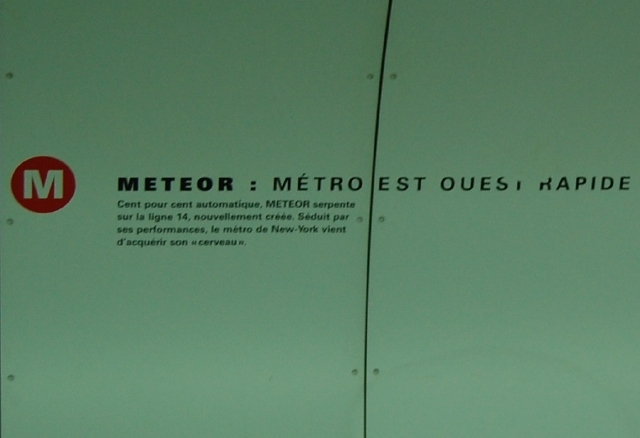 M
METEOR : MÉTRO EST OUEST RAPIDE
Cent pour cent automatique, METEOR serpente
sur la ligne 14, nouvellement créée. Séduit par
ses performances, le métro de New-York vient
d'acquérir son «cerveau».